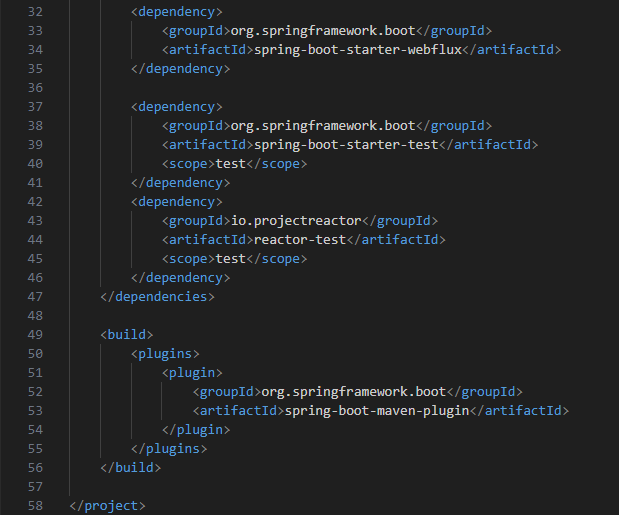 32 <dependency>
33 <groupId>org.springframework.boot</groupId>
34 <artifactId>spring-boot-starter-webflux</artifactId>
35 </dependency>
36
37 <dependency>
38 <groupId>org.springframework.boot</groupId>
39 <artifactId>spring-boot-starter-test</artifactId>
40 <scope>test</scope>
41 </dependency>
42 <dependency>
43 <groupId>io.projectreactor</groupId>
44 <artifactId>reactor-test</artifactId>
45 <scope>test</scope>
46 </dependency>
47 </dependencies>
48
49 <build>
50 <plugins>
51 <plugin>
52 <groupId>org.springframework.boot</groupId>
53 <artifactId>spring-boot-maven-plugin</artifactId>
54 </plugin>
55 </plugins>
56 </build>
57
58 </project>